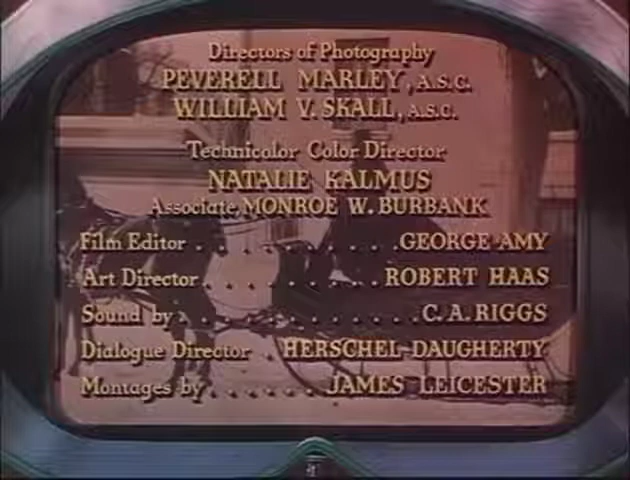 Directors of Photography
PEVERELL MARLEY, A.S.C.
WILLIAM V. SKALL, A.S.C.
Technicolor Color Director
NATALIE KALMUS
Associate, MONROE W. BURBANK
Film Editor . . . . . . . . . . . GEORGE AMY
Art Director . . . . . . . . . . ROBERT HAAS
Sound by . . . . . . . . . . . . C. A. RIGGS
Dialogue Director . HERSCHEL DAUGHERTY
Montages by . . . . . . . JAMES LEICESTER